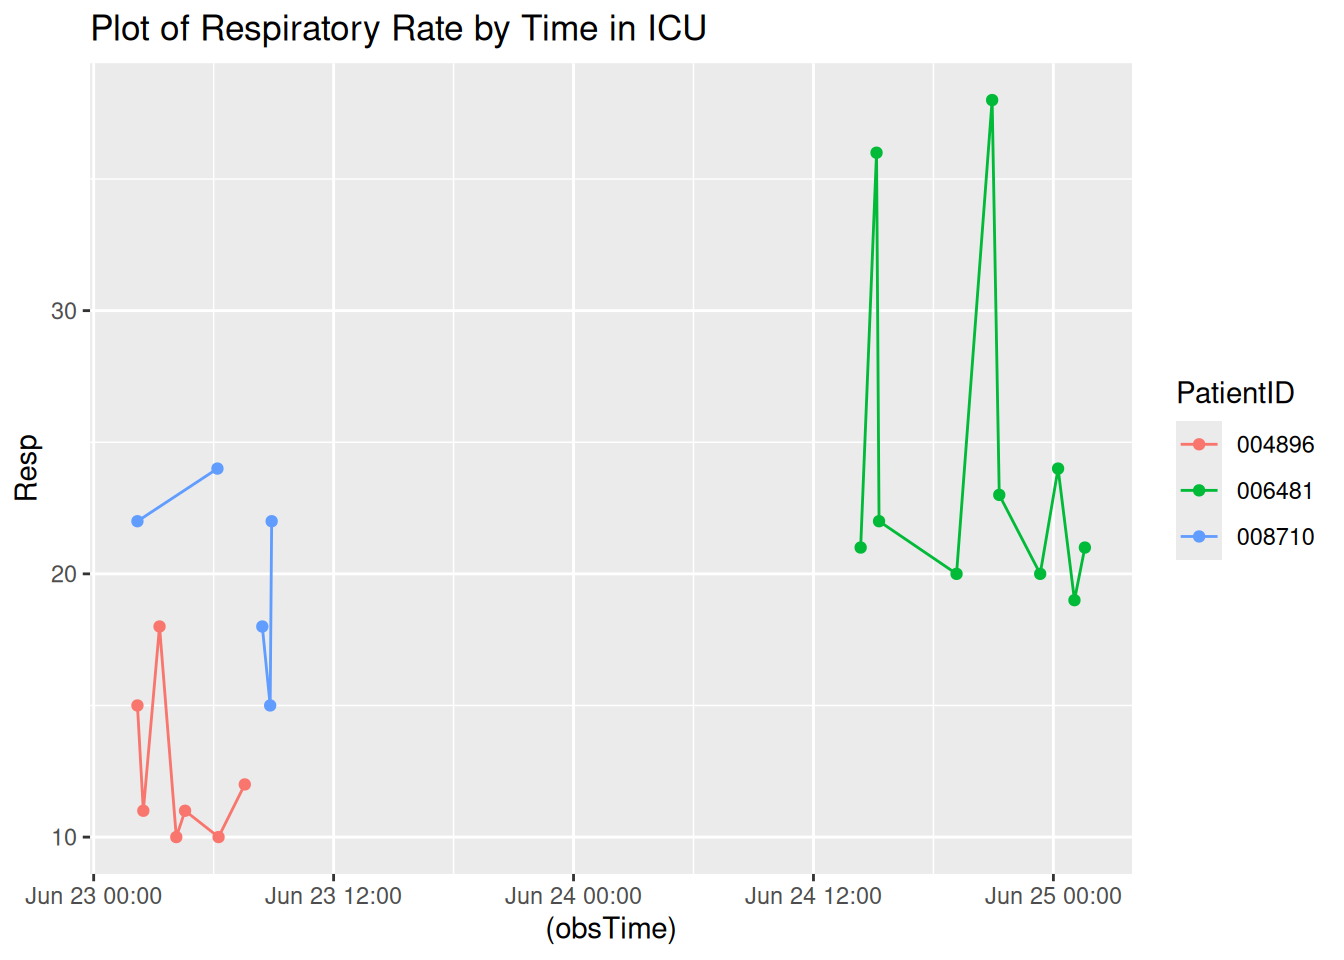 Plot of Respiratory Rate by Time in ICU
Resp
30
20
10
Jun 23 00:00 Jun 23 12:00 Jun 24 00:00 Jun 24 12:00 Jun 25 00:00
(obsTime)
PatientID
004896
006481
008710